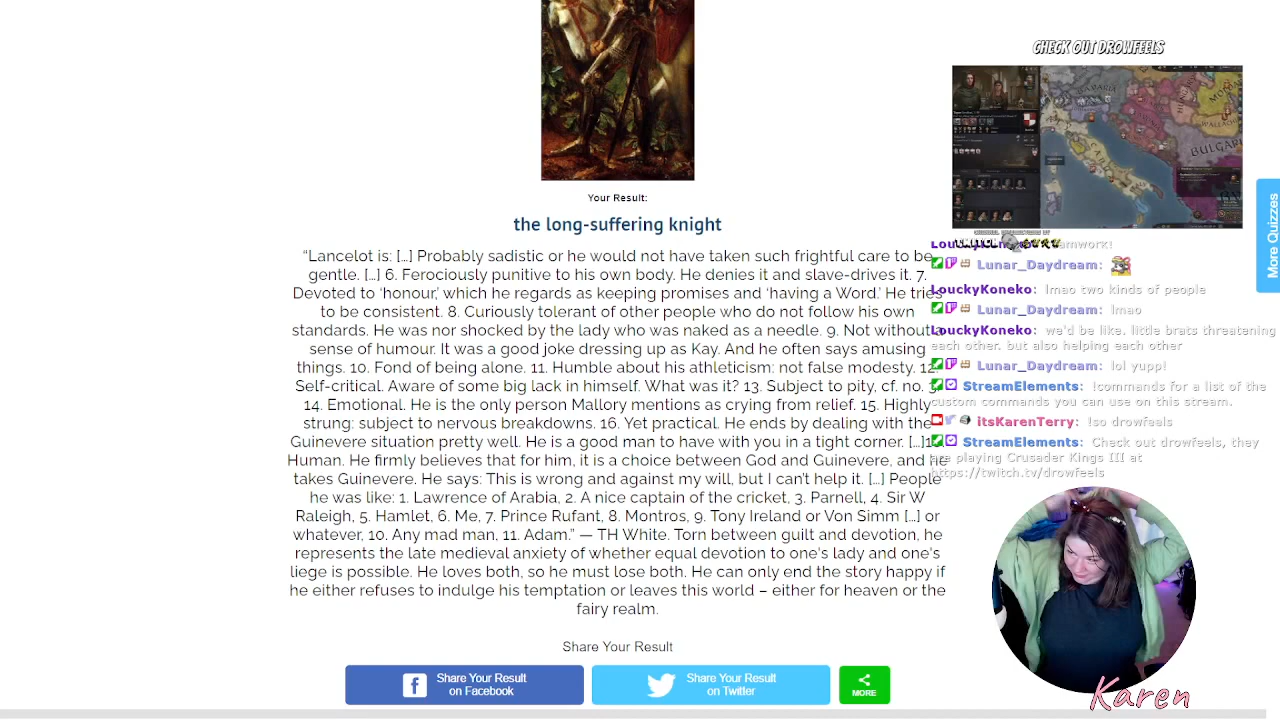 CHECK OUT DROWFEELS
BULGARI
More Quizzes
Your Result:
the long-suffering knight
“Lancelot is: […] Probably sadistic or he would not have taken such frightful care to be
gentle. […] 6. Ferociously punitive to his own body. He denies it and slave-drives it. 7.
Devoted to ‘honour,’ which he regards as keeping promises and ‘having a Word.’ He tries
to be consistent. 8. Curiously tolerant of other people who do not follow his own
standards. He was nor shocked by the lady who was naked as a needle. 9. Not without a
sense of humour. It was a good joke dressing up as Kay. And he often says amusing
things. 10. Fond of being alone. 11. Humble about his athleticism: not false modesty. 12.
Self-critical. Aware of some big lack in himself. What was it? 13. Subject to pity, cf. no.
14. Emotional. He is the only person Mallory mentions as crying from relief. 15. Highly
strung: subject to nervous breakdowns. 16. Yet practical. He ends by dealing with the
Guinevere situation pretty well. He is a good man to have with you in a tight corner. […]
Human. He firmly believes that for him, it is a choice between God and Guinevere, and he
takes Guinevere. He says: This is wrong and against my will, but I can’t help it. […] People
he was like: 1. Lawrence of Arabia, 2. A nice captain of the cricket, 3. Parnell, 4. Sir W
Raleigh, 5. Hamlet, 6. Me, 7. Prince Rufant, 8. Montros, 9. Tony Ireland or Von Simm […] or
whatever, 10. Any mad man, 11. Adam.” — TH White. Torn between guilt and devotion, he
represents the late medieval anxiety of whether equal devotion to one's lady and one's
liege is possible. He loves both, so he must lose both. He can only end the story happy if
he either refuses to indulge his temptation or leaves this world – either for heaven or the
fairy realm.
Share Your Result
Share Your Result
on Facebook
Share Your Result
on Twitter
MORE
Lunar_Daydream:
LouckyKoneko: lmao two kinds of people
Lunar_Daydream: lmao
LouckyKoneko: we'd be like. little brats threatening
each other. but also helping each other
Lunar_Daydream: lol yupp!
StreamElements: !commands for a list of the
custom commands you can use on this stream.
itsKarenTerry: !so drowfeels
StreamElements: Check out drowfeels, they
are playing Crusader Kings III at
https://twitch.tv/drowfeels
Karen